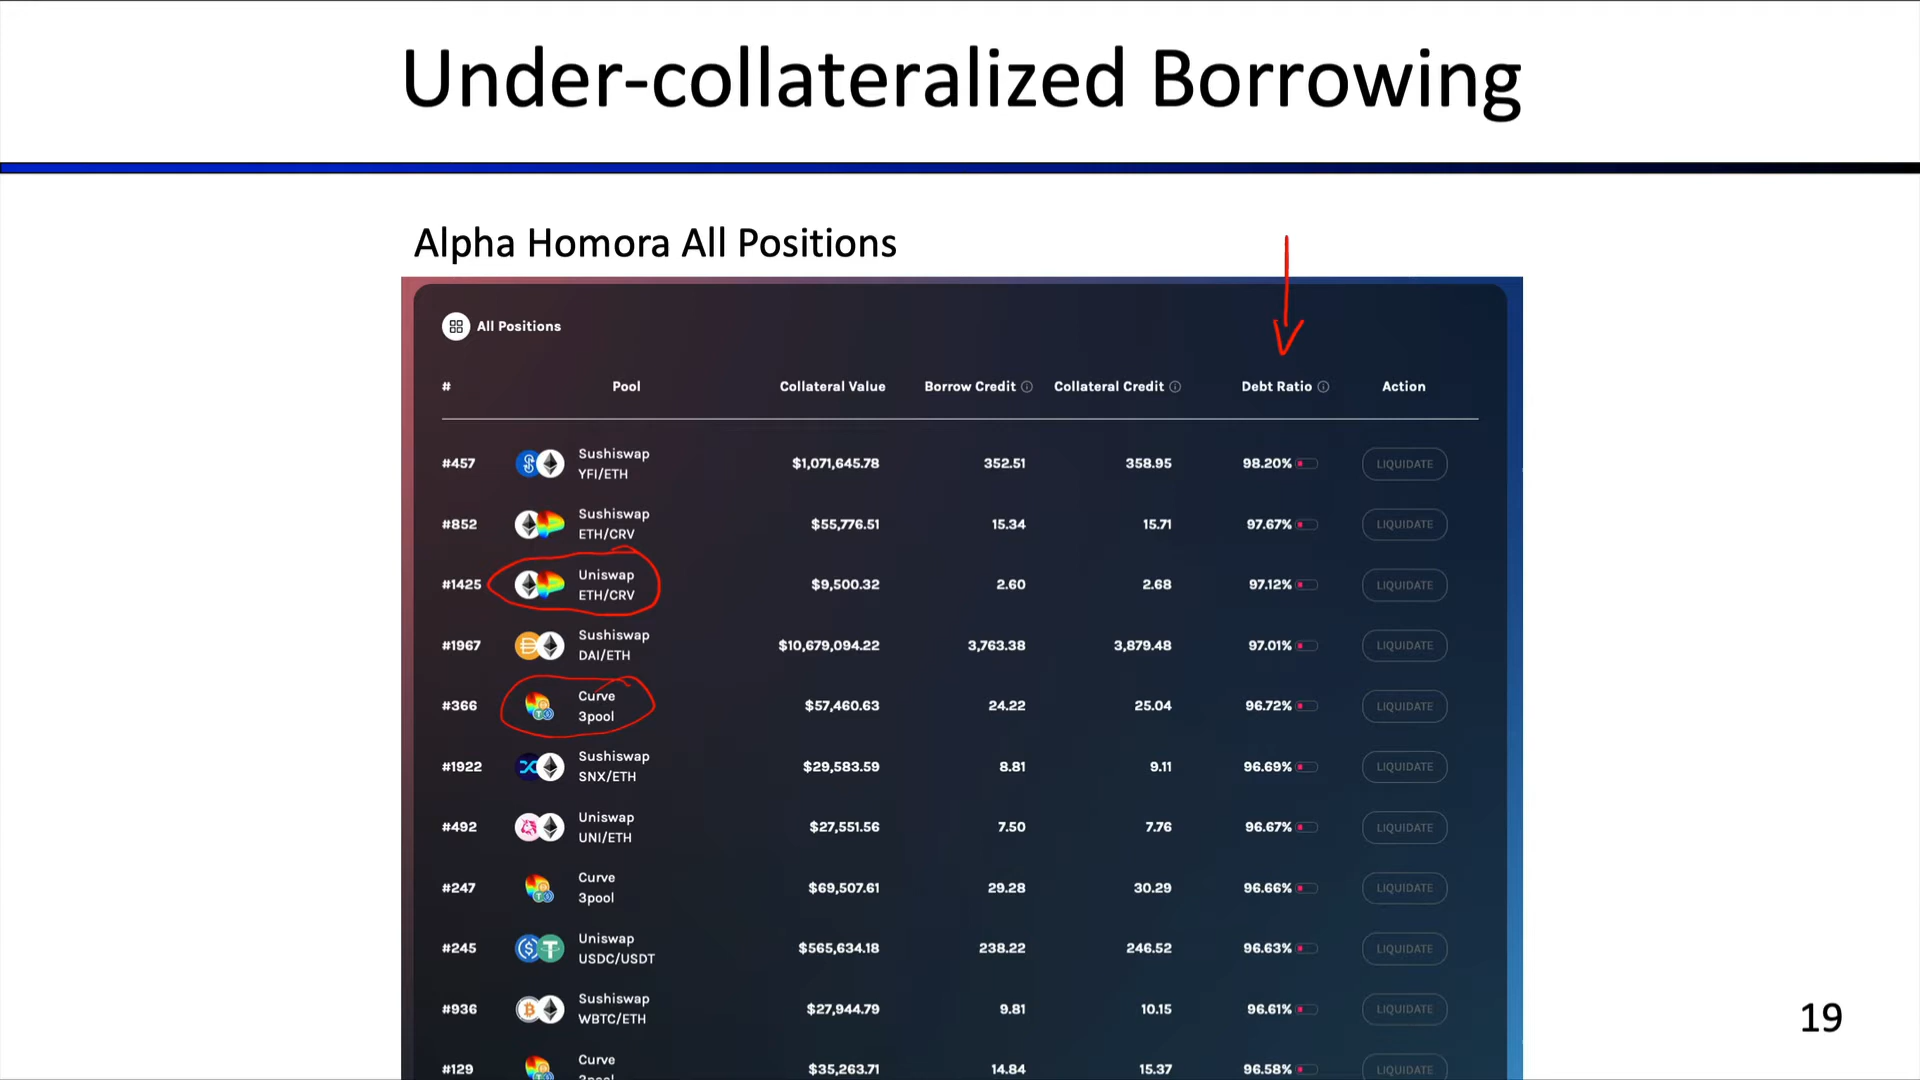 Under-collateralized Borrowing
Alpha Homora All Positions
All Positions
# Pool Collateral Value Borrow Credit Collateral Credit Debt Ratio Action
#457 Sushiswap YFI/ETH $1,071,645.78 352.51 358.95 98.20% LIQUIDATE
#852 Sushiswap ETH/CRV $55,776.51 15.34 15.71 97.67% LIQUIDATE
#1425 Uniswap ETH/CRV $9,500.32 2.60 2.68 97.12% LIQUIDATE
#1967 Sushiswap DAI/ETH $10,679,094.22 3,763.38 3,879.48 97.01% LIQUIDATE
#366 Curve 3pool $57,460.63 24.22 25.04 96.72% LIQUIDATE
#1922 Sushiswap SNX/ETH $29,583.59 8.81 9.11 96.69% LIQUIDATE
#492 Uniswap UNI/ETH $27,551.56 7.50 7.76 96.67% LIQUIDATE
#247 Curve 3pool $69,507.61 29.28 30.29 96.66% LIQUIDATE
#245 Uniswap USDC/USDT $565,634.18 238.22 246.52 96.63% LIQUIDATE
#936 Sushiswap WBTC/ETH $27,944.79 9.81 10.15 96.61% LIQUIDATE
#129 Curve 3pool $35,263.71 14.84 15.37 96.58% LIQUIDATE
19